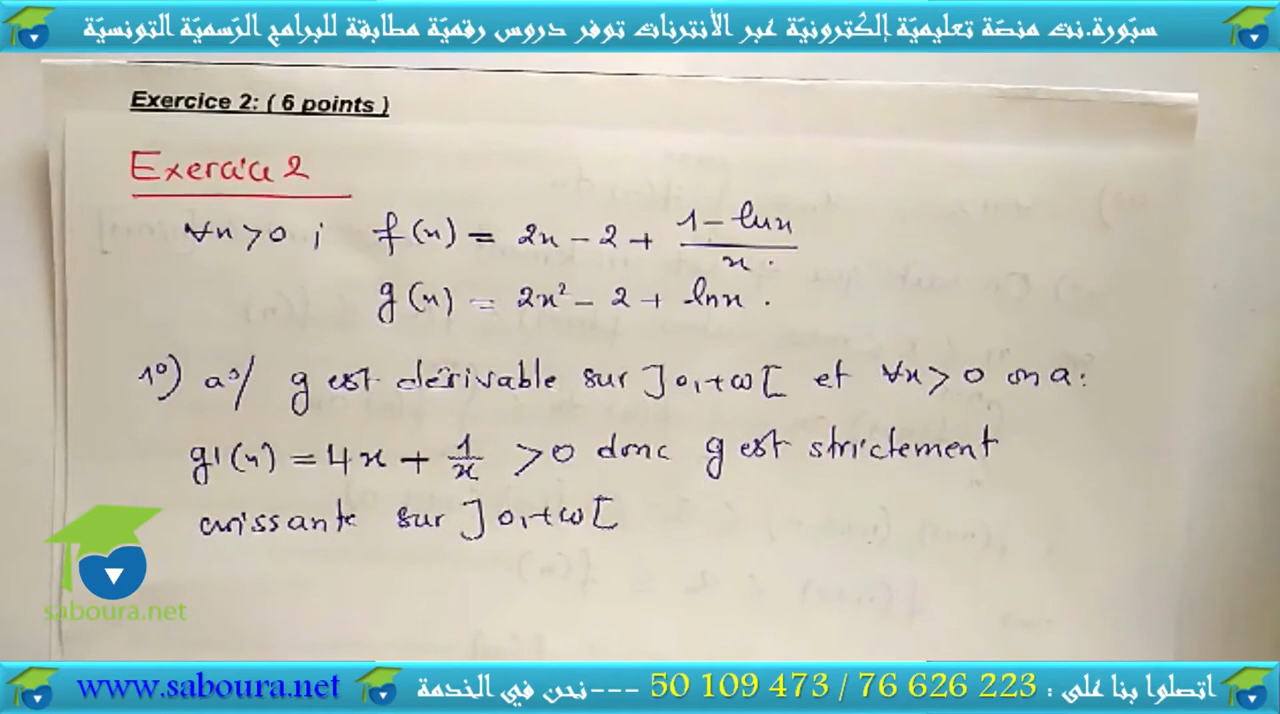 سبّورة.نت منصّة تعليميّة إلكترونيّة عبر الأنترنات توفر دروس رقميّة مطابقة للبرامج الرّسميّة التونسيّة
Exercice 2: ( 6 points )
Exercice 2
∀x > 0 ; f(x) = 2x - 2 + (1 - lnx)/x .
g(x) = 2x² - 2 + lnx .
1°) a°/ g est dérivable sur ]0,+∞[ et ∀x > 0 on a :
g'(x) = 4x + 1/x > 0 donc g est strictement
croissante sur ]0,+∞[
saboura.net
www.saboura.net اتصلوا بنا على : 50 109 473 / 76 626 223 ---نحن في الخدمة